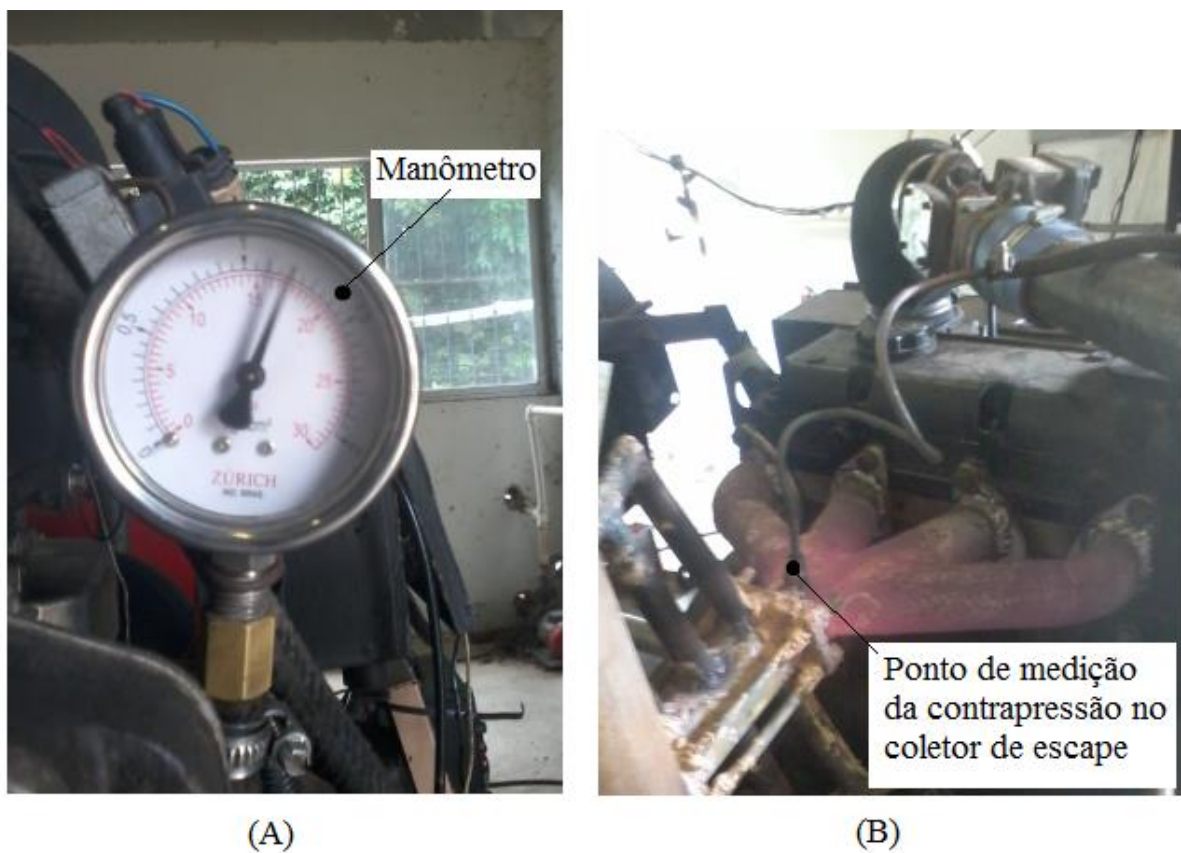 Manômetro
0,5
10
15
20
5
25
0
30
0
ZÜRICH
Ponto de medição
da contrapressão no
coletor de escape
(A)
(B)